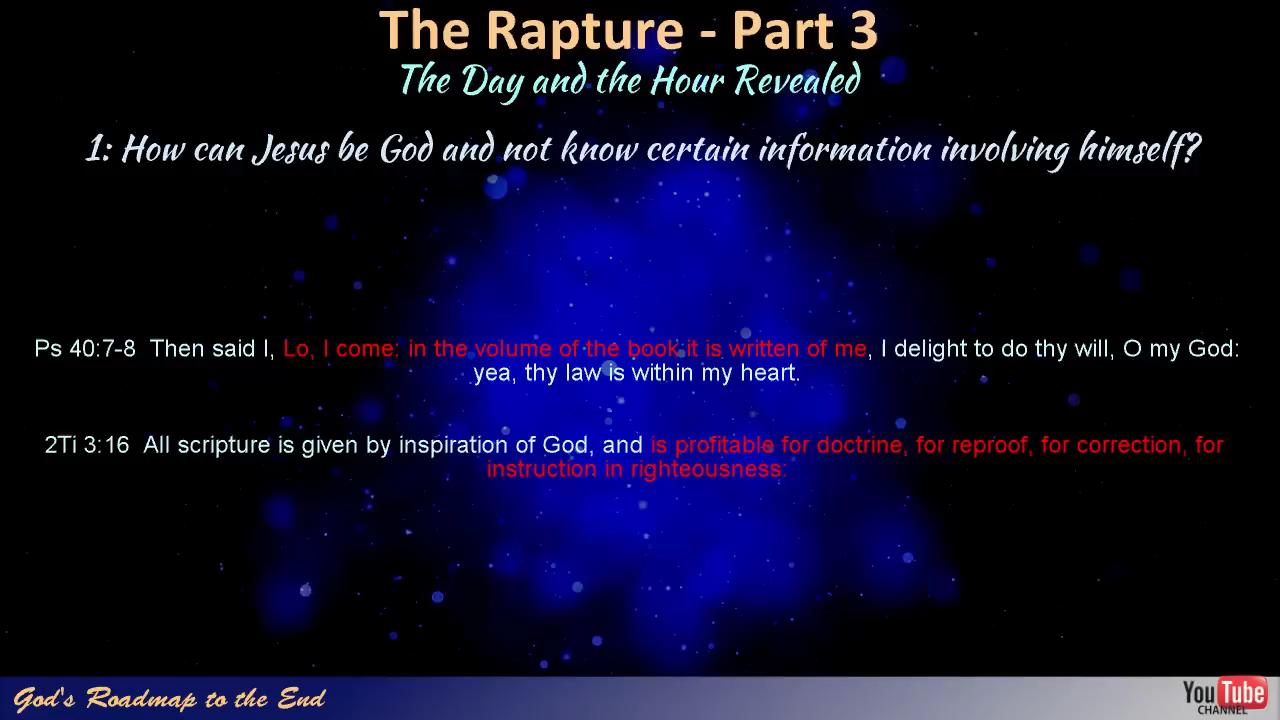 The Rapture - Part 3
The Day and the Hour Revealed
1: How can Jesus be God and not know certain information involving himself?
Ps 40:7-8 Then said I, Lo, I come: in the volume of the book it is written of me, I delight to do thy will, O my God:
yea, thy law is within my heart.
2Ti 3:16 All scripture is given by inspiration of God, and is profitable for doctrine, for reproof, for correction, for
instruction in righteousness:
God's Roadmap to the End
YouTube
CHANNEL